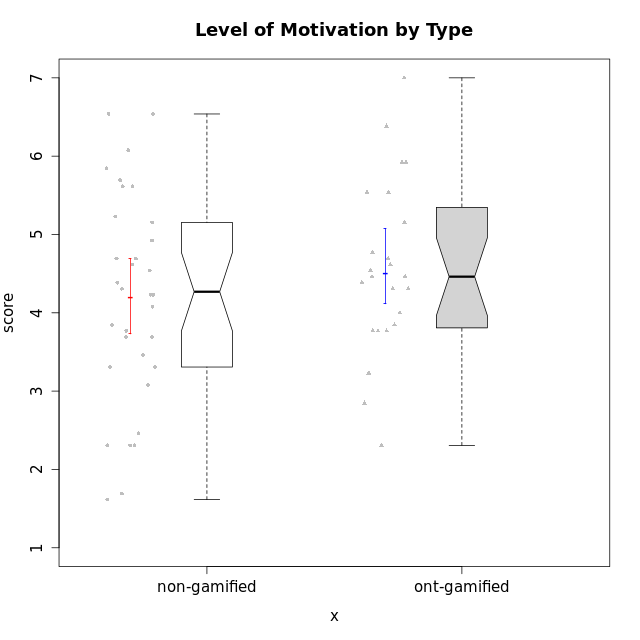 Level of Motivation by Type
7
6
5
4
3
2
1
score
non-gamified
ont-gamified
x